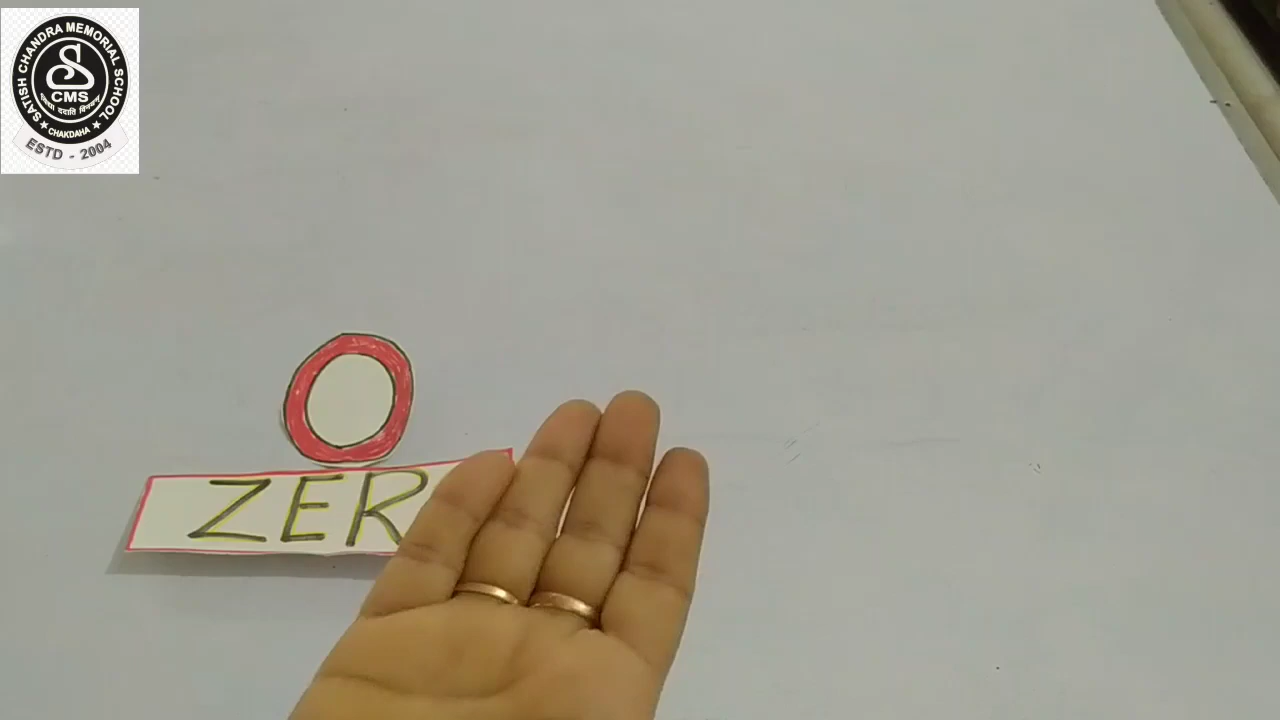 SATISH CHANDRA MEMORIAL SCHOOL
S
CMS
★ CHAKDAHA ★
ESTD - 2004
0
ZER